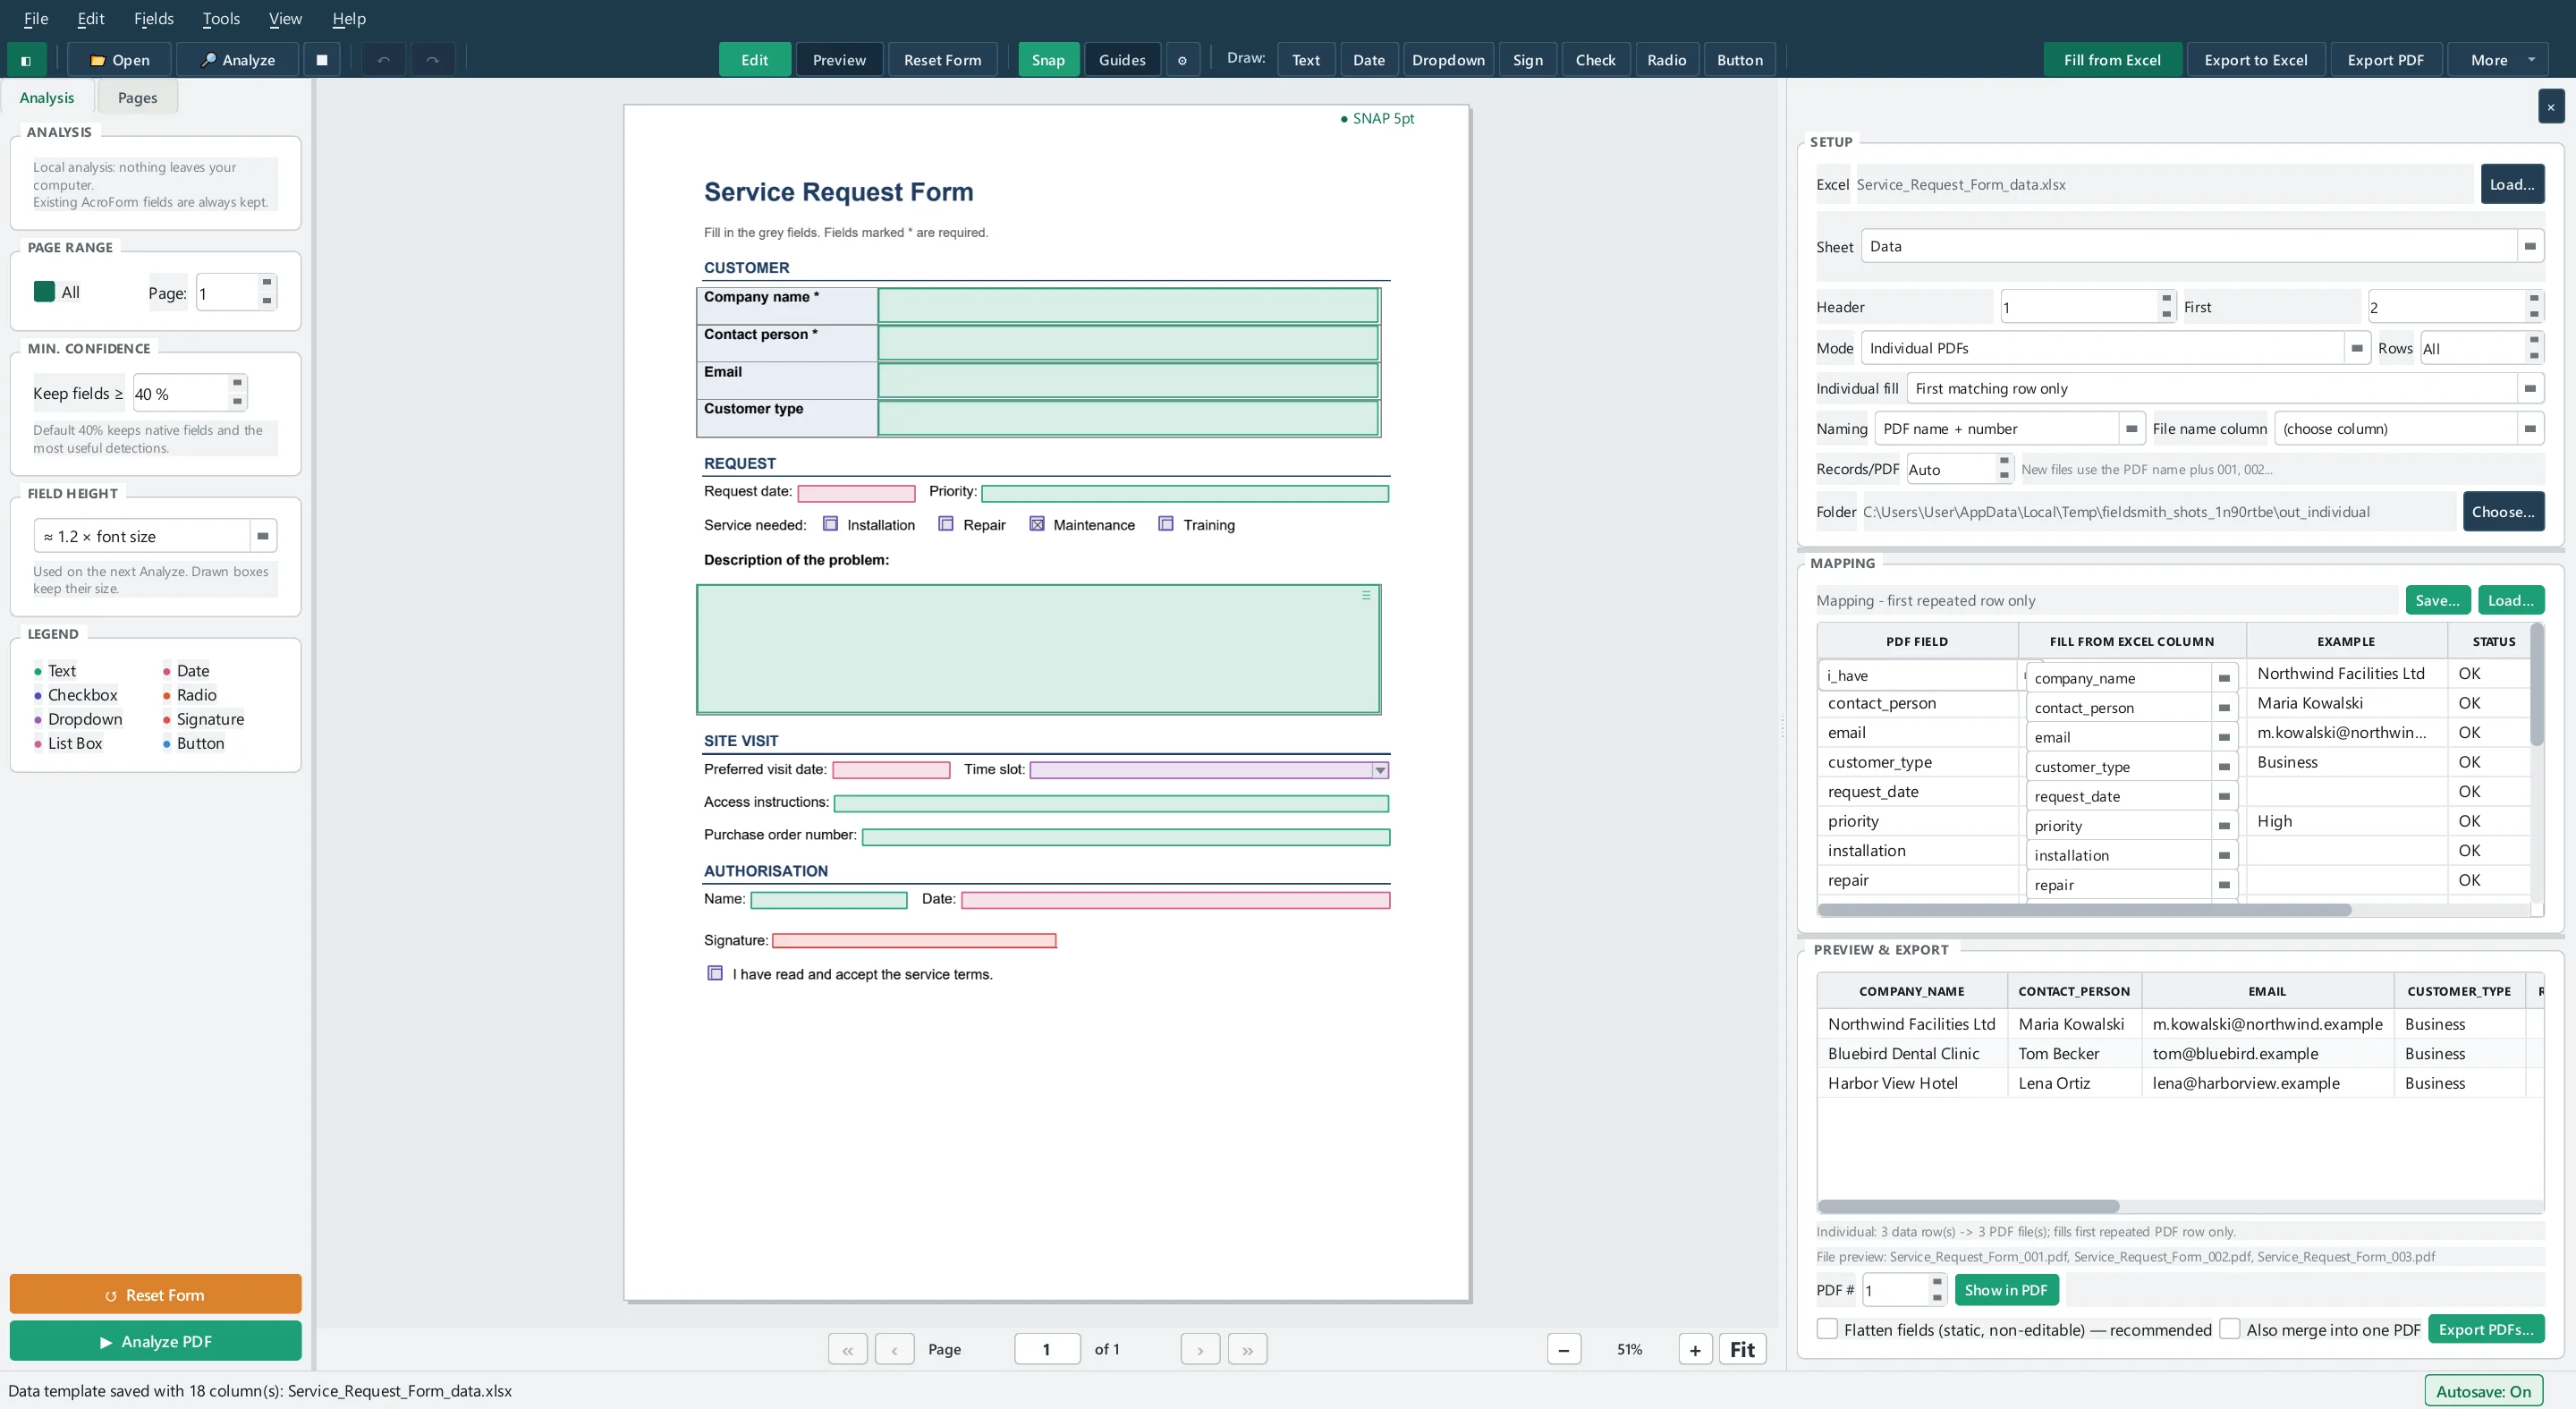 File Edit Fields Tools View Help
Open Analyze Edit Preview Reset Form Snap Guides Draw: Text Date Dropdown Sign Check Radio Button Fill from Excel Export to Excel Export PDF More
Analysis Pages
ANALYSIS
Local analysis: nothing leaves your
computer.
Existing AcroForm fields are always kept.
PAGE RANGE
All Page: 1
MIN. CONFIDENCE
Keep fields ≥ 40 %
Default 40% keeps native fields and the
most useful detections.
FIELD HEIGHT
≈ 1.2 × font size
Used on the next Analyze. Drawn boxes
keep their size.
LEGEND
Text Date
Checkbox Radio
Dropdown Signature
List Box Button
Reset Form
Analyze PDF
SNAP 5pt
Service Request Form
Fill in the grey fields. Fields marked * are required.
CUSTOMER
Company name *
Contact person *
Email
Customer type
REQUEST
Request date: Priority:
Service needed: Installation Repair Maintenance Training
Description of the problem:
SITE VISIT
Preferred visit date: Time slot:
Access instructions:
Purchase order number:
AUTHORISATION
Name: Date:
Signature:
I have read and accept the service terms.
« ‹ Page 1 of 1 › » − 51% + Fit
SETUP
Excel Service_Request_Form_data.xlsx Load...
Sheet Data
Header 1 First 2
Mode Individual PDFs Rows All
Individual fill First matching row only
Naming PDF name + number File name column (choose column)
Records/PDF Auto New files use the PDF name plus 001, 002...
Folder C:\Users\User\AppData\Local\Temp\fieldsmith_shots_1n90rtbe\out_individual Choose...
MAPPING
Mapping - first repeated row only Save... Load...
PDF FIELD FILL FROM EXCEL COLUMN EXAMPLE STATUS
i_have company_name Northwind Facilities Ltd OK
contact_person contact_person Maria Kowalski OK
email email m.kowalski@northwin... OK
customer_type customer_type Business OK
request_date request_date OK
priority priority High OK
installation installation OK
repair repair OK
PREVIEW & EXPORT
COMPANY_NAME CONTACT_PERSON EMAIL CUSTOMER_TYPE
Northwind Facilities Ltd Maria Kowalski m.kowalski@northwind.example Business
Bluebird Dental Clinic Tom Becker tom@bluebird.example Business
Harbor View Hotel Lena Ortiz lena@harborview.example Business
Individual: 3 data row(s) -> 3 PDF file(s); fills first repeated PDF row only.
File preview: Service_Request_Form_001.pdf, Service_Request_Form_002.pdf, Service_Request_Form_003.pdf
PDF # 1 Show in PDF
Flatten fields (static, non-editable) — recommended Also merge into one PDF Export PDFs...
Data template saved with 18 column(s): Service_Request_Form_data.xlsx Autosave: On